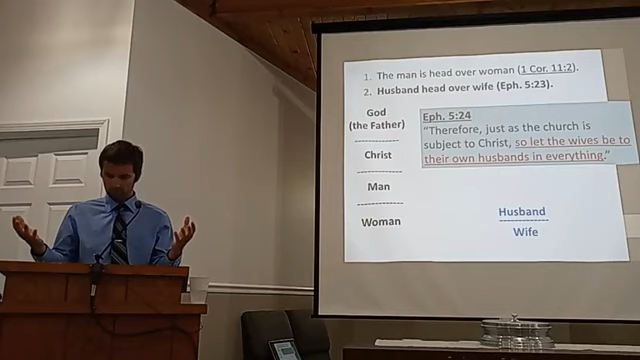 1. The man is head over woman (1 Cor. 11:2).
2. Husband head over wife (Eph. 5:23).
God
(the Father)
------------
Christ
------------
Man
------------
Woman
Eph. 5:24
“Therefore, just as the church is
subject to Christ, so let the wives be to
their own husbands in everything.”
Husband
------------
Wife